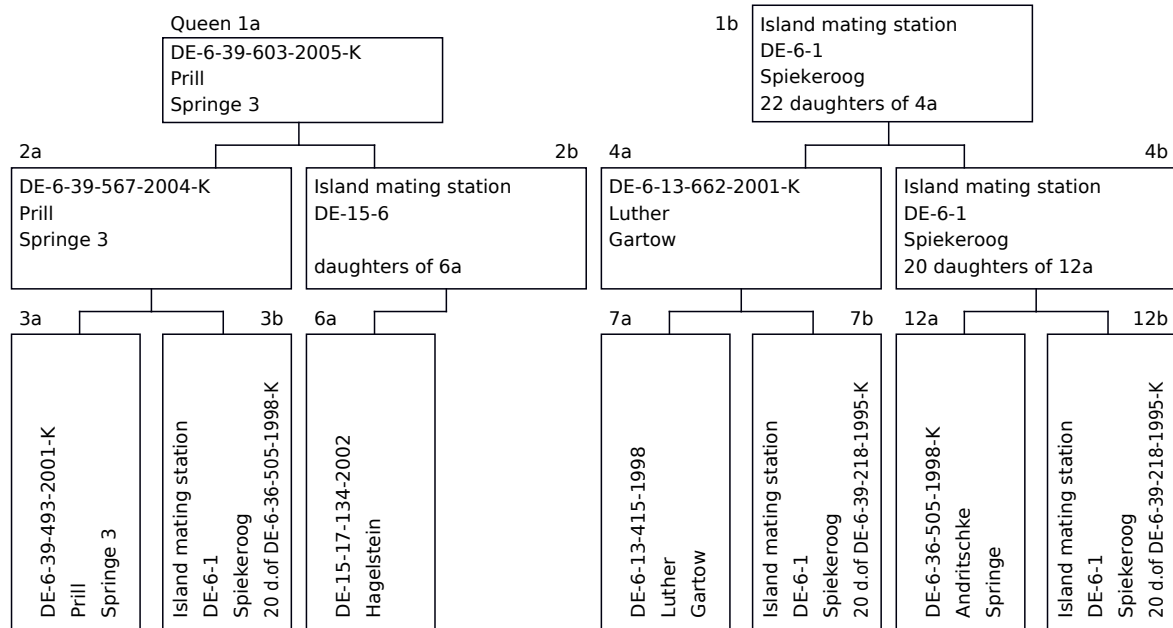 Queen 1a
DE-6-39-603-2005-K
Prill
Springe 3
1b
Island mating station
DE-6-1
Spiekeroog
22 daughters of 4a
2a
DE-6-39-567-2004-K
Prill
Springe 3
2b
Island mating station
DE-15-6
daughters of 6a
4a
DE-6-13-662-2001-K
Luther
Gartow
4b
Island mating station
DE-6-1
Spiekeroog
20 daughters of 12a
3a
DE-6-39-493-2001-K
Prill
Springe 3
3b
Island mating station
DE-6-1
Spiekeroog
20 d.of DE-6-36-505-1998-K
6a
DE-15-17-134-2002
Hagelstein
7a
DE-6-13-415-1998
Luther
Gartow
7b
Island mating station
DE-6-1
Spiekeroog
20 d.of DE-6-39-218-1995-K
12a
DE-6-36-505-1998-K
Andritschke
Springe
12b
Island mating station
DE-6-1
Spiekeroog
20 d.of DE-6-39-218-1995-K